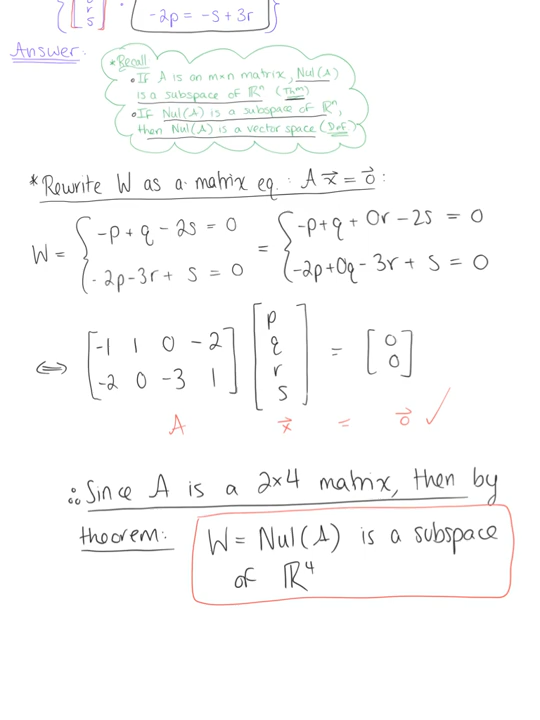 r
s
-2p = -s + 3r
Answer:
*Recall
• If A is an m×n matrix, Nul(A)
is a subspace of ℝⁿ (Thm)
• If Nul(A) is a subspace of ℝⁿ,
then Nul(A) is a vector space (Def)
*Rewrite W as a matrix eq: A x⃗ = 0⃗ :
W = { -p + q - 2s = 0 = { -p + q + 0r - 2s = 0
-2p - 3r + s = 0 -2p + 0q - 3r + s = 0
⟺ [ -1 1 0 -2 ; -2 0 -3 1 ] [ p ; q ; r ; s ] = [ 0 ; 0 ]
A x⃗ = 0⃗ ✓
∴ Since A is a 2×4 matrix, then by
theorem: W = Nul(A) is a subspace
of ℝ⁴